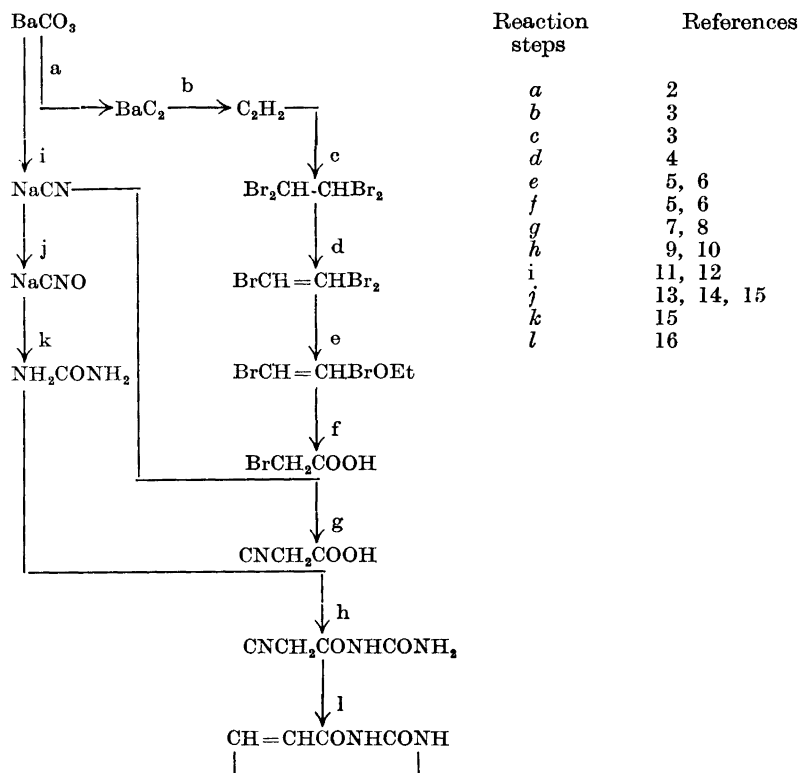 BaCO₃
a
BaC₂
b
C₂H₂
c
i
NaCN
Br₂CH-CHBr₂
j
d
NaCNO
BrCH=CHBr₂
k
e
NH₂CONH₂
BrCH=CHBrOEt
f
BrCH₂COOH
g
CNCH₂COOH
h
CNCH₂CONHCONH₂
l
CH=CHCONHCONH
Reaction steps References
a 2
b 3
c 3
d 4
e 5, 6
f 5, 6
g 7, 8
h 9, 10
i 11, 12
j 13, 14, 15
k 15
l 16